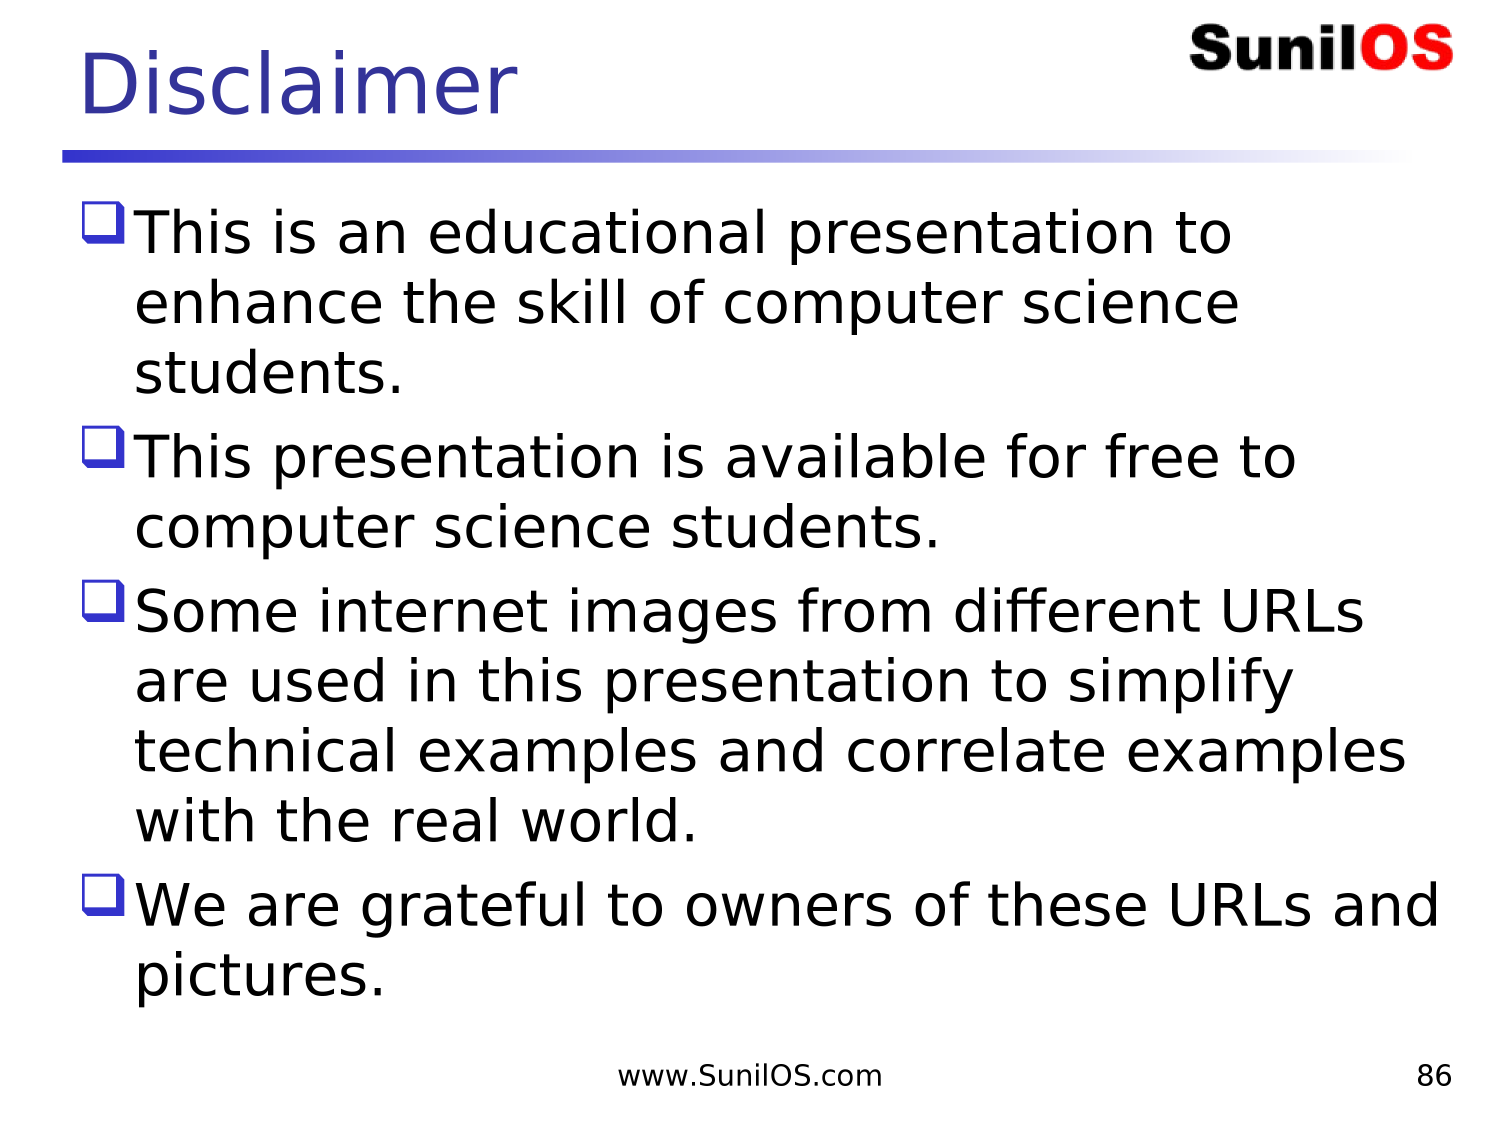 Disclaimer
SunilOS
This is an educational presentation to
enhance the skill of computer science
students.
This presentation is available for free to
computer science students.
Some internet images from different URLs
are used in this presentation to simplify
technical examples and correlate examples
with the real world.
We are grateful to owners of these URLs and
pictures.
www.SunilOS.com
86